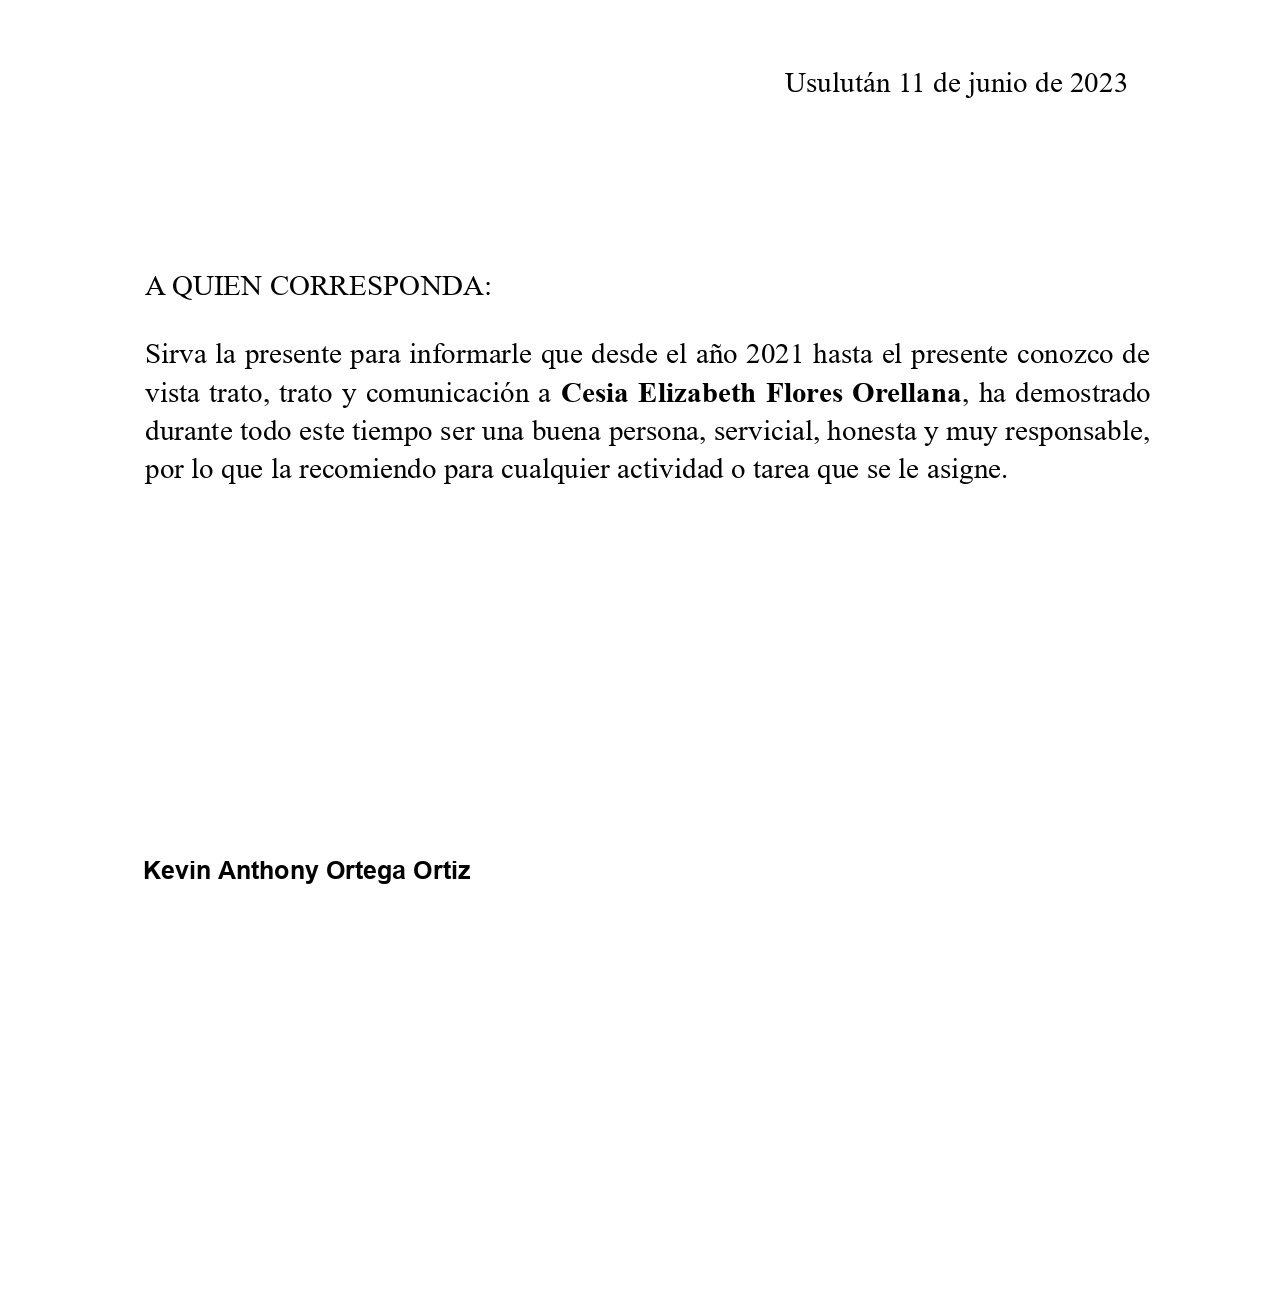 Usulután 11 de junio de 2023
A QUIEN CORRESPONDA:
Sirva la presente para informarle que desde el año 2021 hasta el presente conozco de
vista trato, trato y comunicación a Cesia Elizabeth Flores Orellana, ha demostrado
durante todo este tiempo ser una buena persona, servicial, honesta y muy responsable,
por lo que la recomiendo para cualquier actividad o tarea que se le asigne.
Kevin Anthony Ortega Ortiz